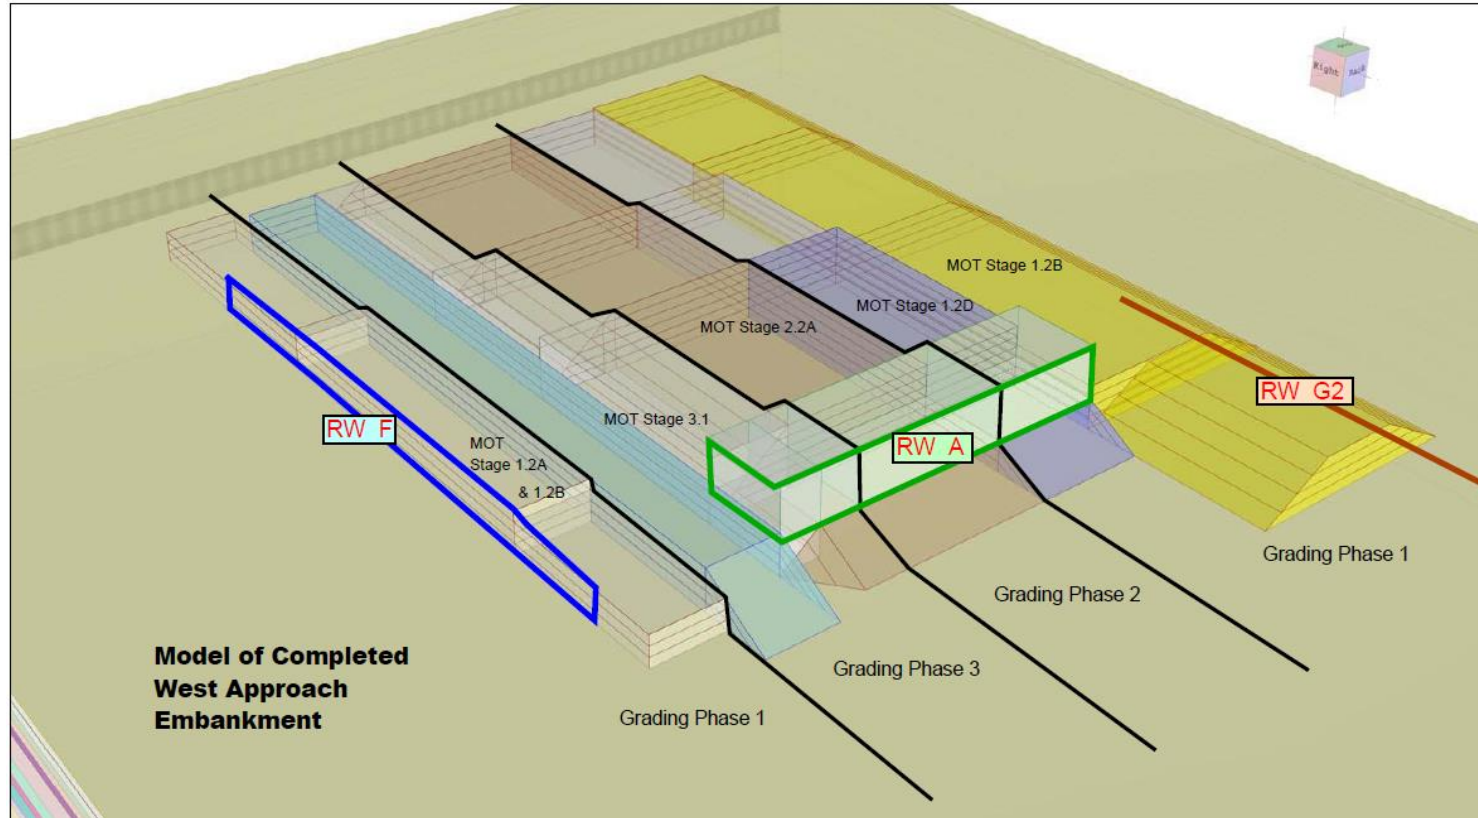 Right
MOT Stage 1.2B
MOT Stage 1.2D
MOT Stage 2.2A
RW G2
MOT Stage 3.1
RW F
MOT
Stage 1.2A
& 1.2B
RW A
Grading Phase 1
Grading Phase 2
Grading Phase 3
Grading Phase 1
Model of Completed
West Approach
Embankment